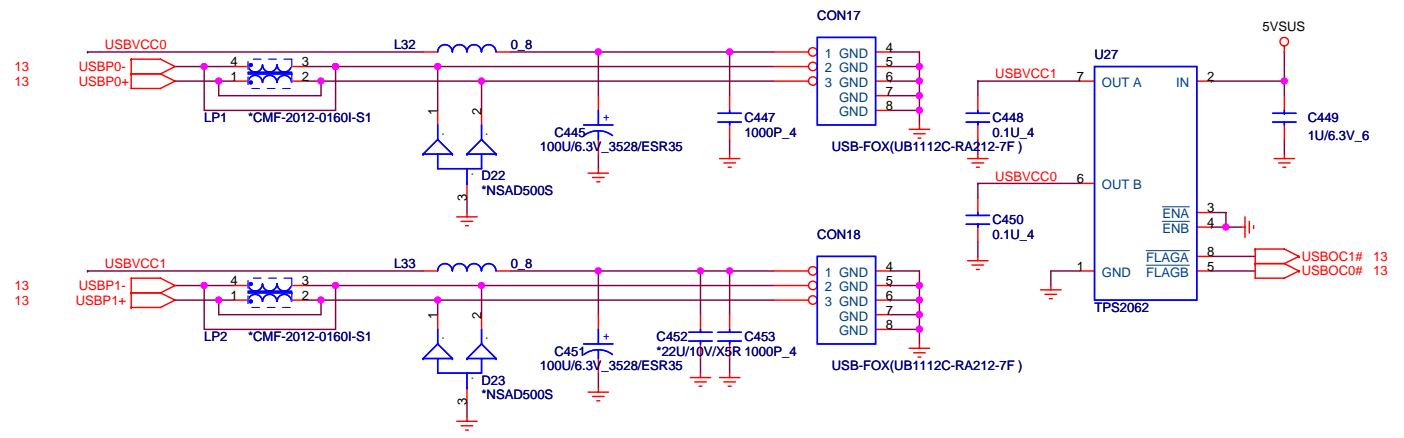 CON17
USBVCC0 L32 0_8
13 USBP0- 4 3
13 USBP0+ 1 2
LP1 *CMF-2012-0160I-S1
1 2
D22
*NSAD500S
3
C445 +
100U/6.3V_3528/ESR35
C447
1000P_4
1 GND 4
2 GND 5
3 GND 6
GND 7
GND 8
USB-FOX(UB1112C-RA212-7F )
CON18
USBVCC1 L33 0_8
13 USBP1- 4 3
13 USBP1+ 1 2
LP2 *CMF-2012-0160I-S1
1 2
D23
*NSAD500S
3
C451 +
100U/6.3V_3528/ESR35
C452
*22U/10V/X5R
C453
1000P_4
1 GND 4
2 GND 5
3 GND 6
GND 7
GND 8
USB-FOX(UB1112C-RA212-7F )
5VSUS
U27
USBVCC1 7 OUT A IN 2
C448
0.1U_4
C449
1U/6.3V_6
USBVCC0 6 OUT B
C450
0.1U_4
ENA 3
ENB 4
FLAGA 8 USBOC1# 13
1 GND FLAGB 5 USBOC0# 13
TPS2062